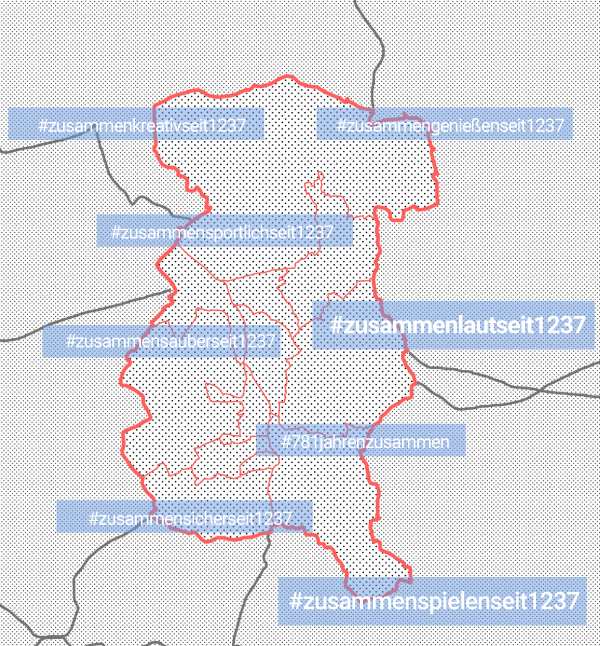 #zusammenkreativseit1237
#zusammengenießenseit1237
#zusammensportlichseit1237
#zusammenlautseit1237
#zusammensauberseit1237
#781jahrenzusammen
#zusammensicherseit1237
#zusammenspielenseit1237